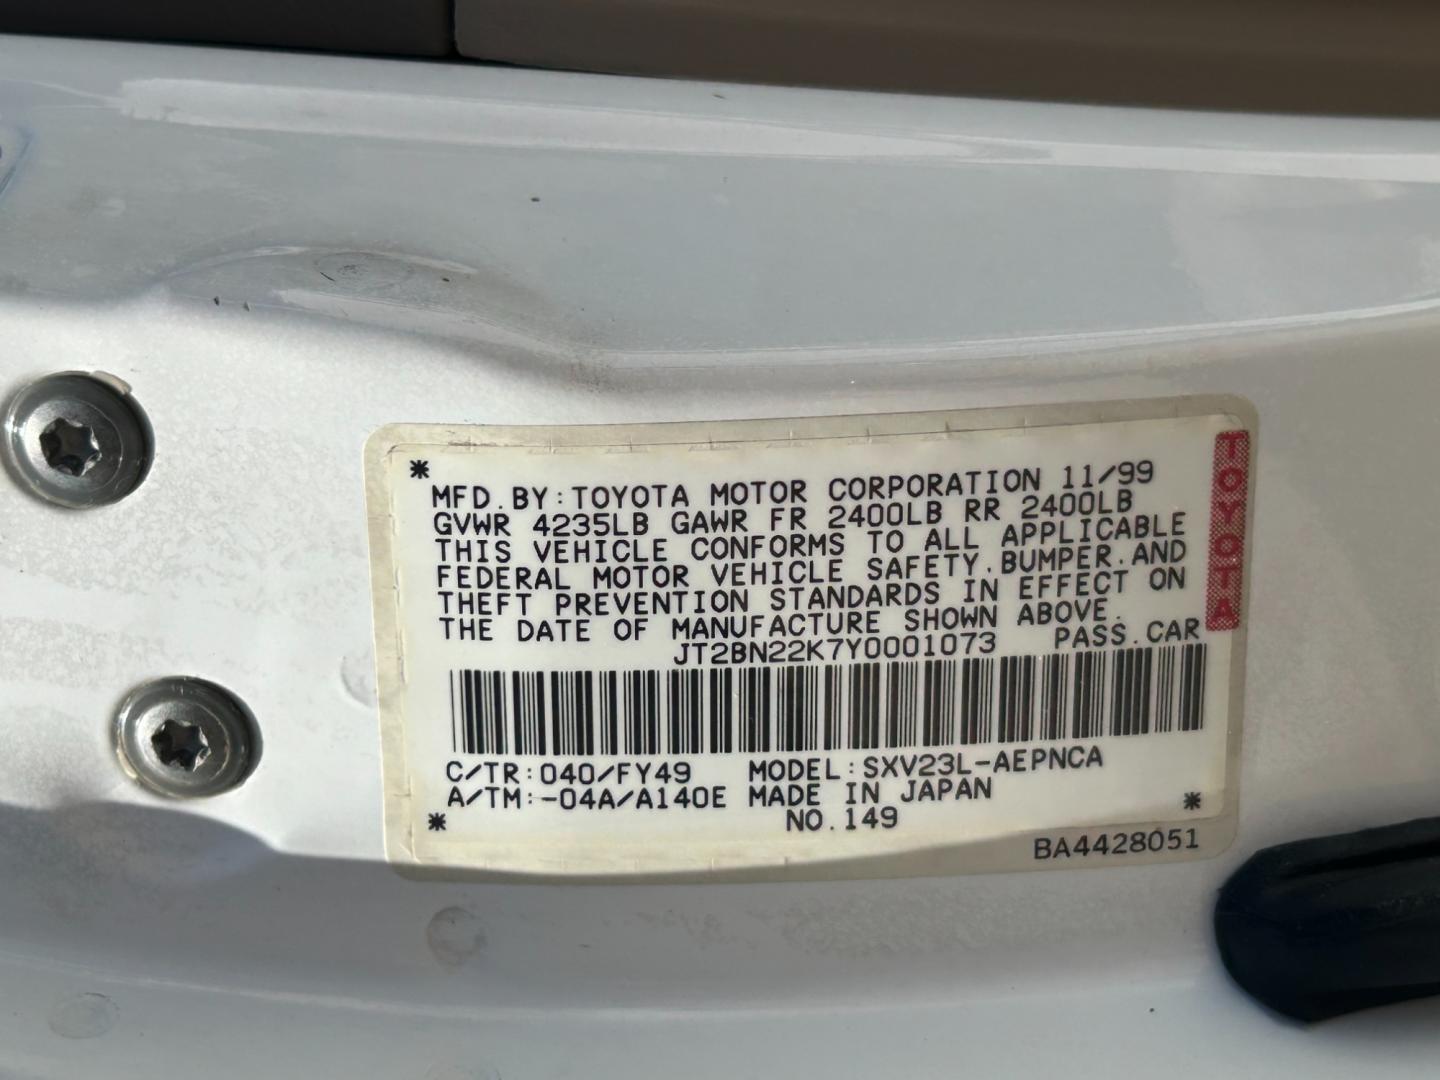 MFD. BY: TOYOTA MOTOR CORPORATION 11/99
GVWR 4235LB GAWR FR 2400LB RR 2400LB
THIS VEHICLE CONFORMS TO ALL APPLICABLE
FEDERAL MOTOR VEHICLE SAFETY, BUMPER, AND
THEFT PREVENTION STANDARDS IN EFFECT ON
THE DATE OF MANUFACTURE SHOWN ABOVE.
JT2BN22K7Y0001073 PASS. CAR
C/TR: 040/FY49 MODEL: SXV23L-AEPNCA
A/TM: -04A/A140E MADE IN JAPAN
NO. 149
BA4428051
TOYOTA